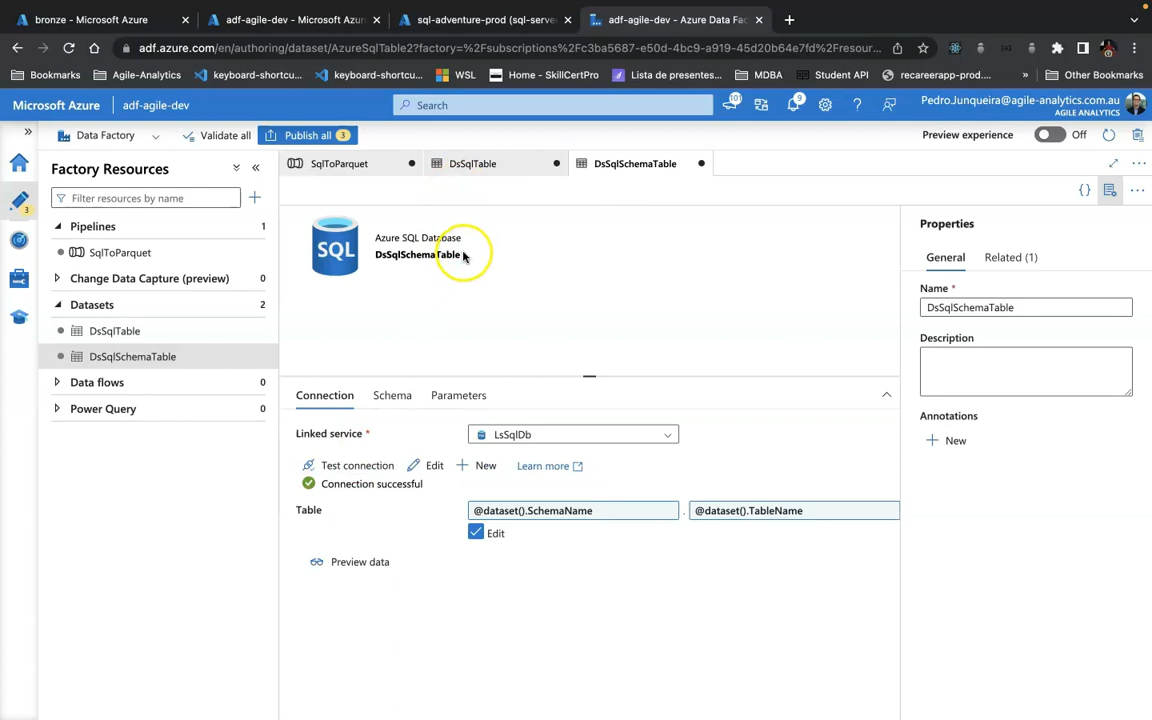 bronze - Microsoft Azure
adf-agile-dev - Microsoft Azu
sql-adventure-prod (sql-serve
adf-agile-dev - Azure Data Fac
adf.azure.com/en/authoring/dataset/AzureSqlTable2?factory=%2Fsubscriptions%2Fc3ba5687-e50d-4bc9-a919-45d5160e4e7fd%2Fresour...
Bookmarks
Agile-Analytics
keyboard-shortcu...
keyboard-shortcu...
WSL
Home - SkillCertPro
Lista de presentes...
MDBA
Student API
recareerapp-prod....
»
Other Bookmarks
Microsoft Azure
adf-agile-dev
Search
101
9
Pedro.Junqueira@agile-analytics.com.au
AGILE ANALYTICS
Data Factory
Validate all
Publish all 3
Preview experience
Off
Factory Resources
SqlToParquet
DsSqlTable
DsSqlSchemaTable
Filter resources by name
3
Pipelines 1
SqlToParquet
Change Data Capture (preview) 0
Datasets 2
DsSqlTable
DsSqlSchemaTable
Data flows 0
Power Query 0
SQL
Azure SQL Database
DsSqlSchemaTable
Connection
Schema
Parameters
Linked service *
LsSqlDb
Test connection
Edit
New
Learn more
Connection successful
Table
@dataset().SchemaName
.
@dataset().TableName
Edit
Preview data
Properties
General
Related (1)
Name *
DsSqlSchemaTable
Description
Annotations
New